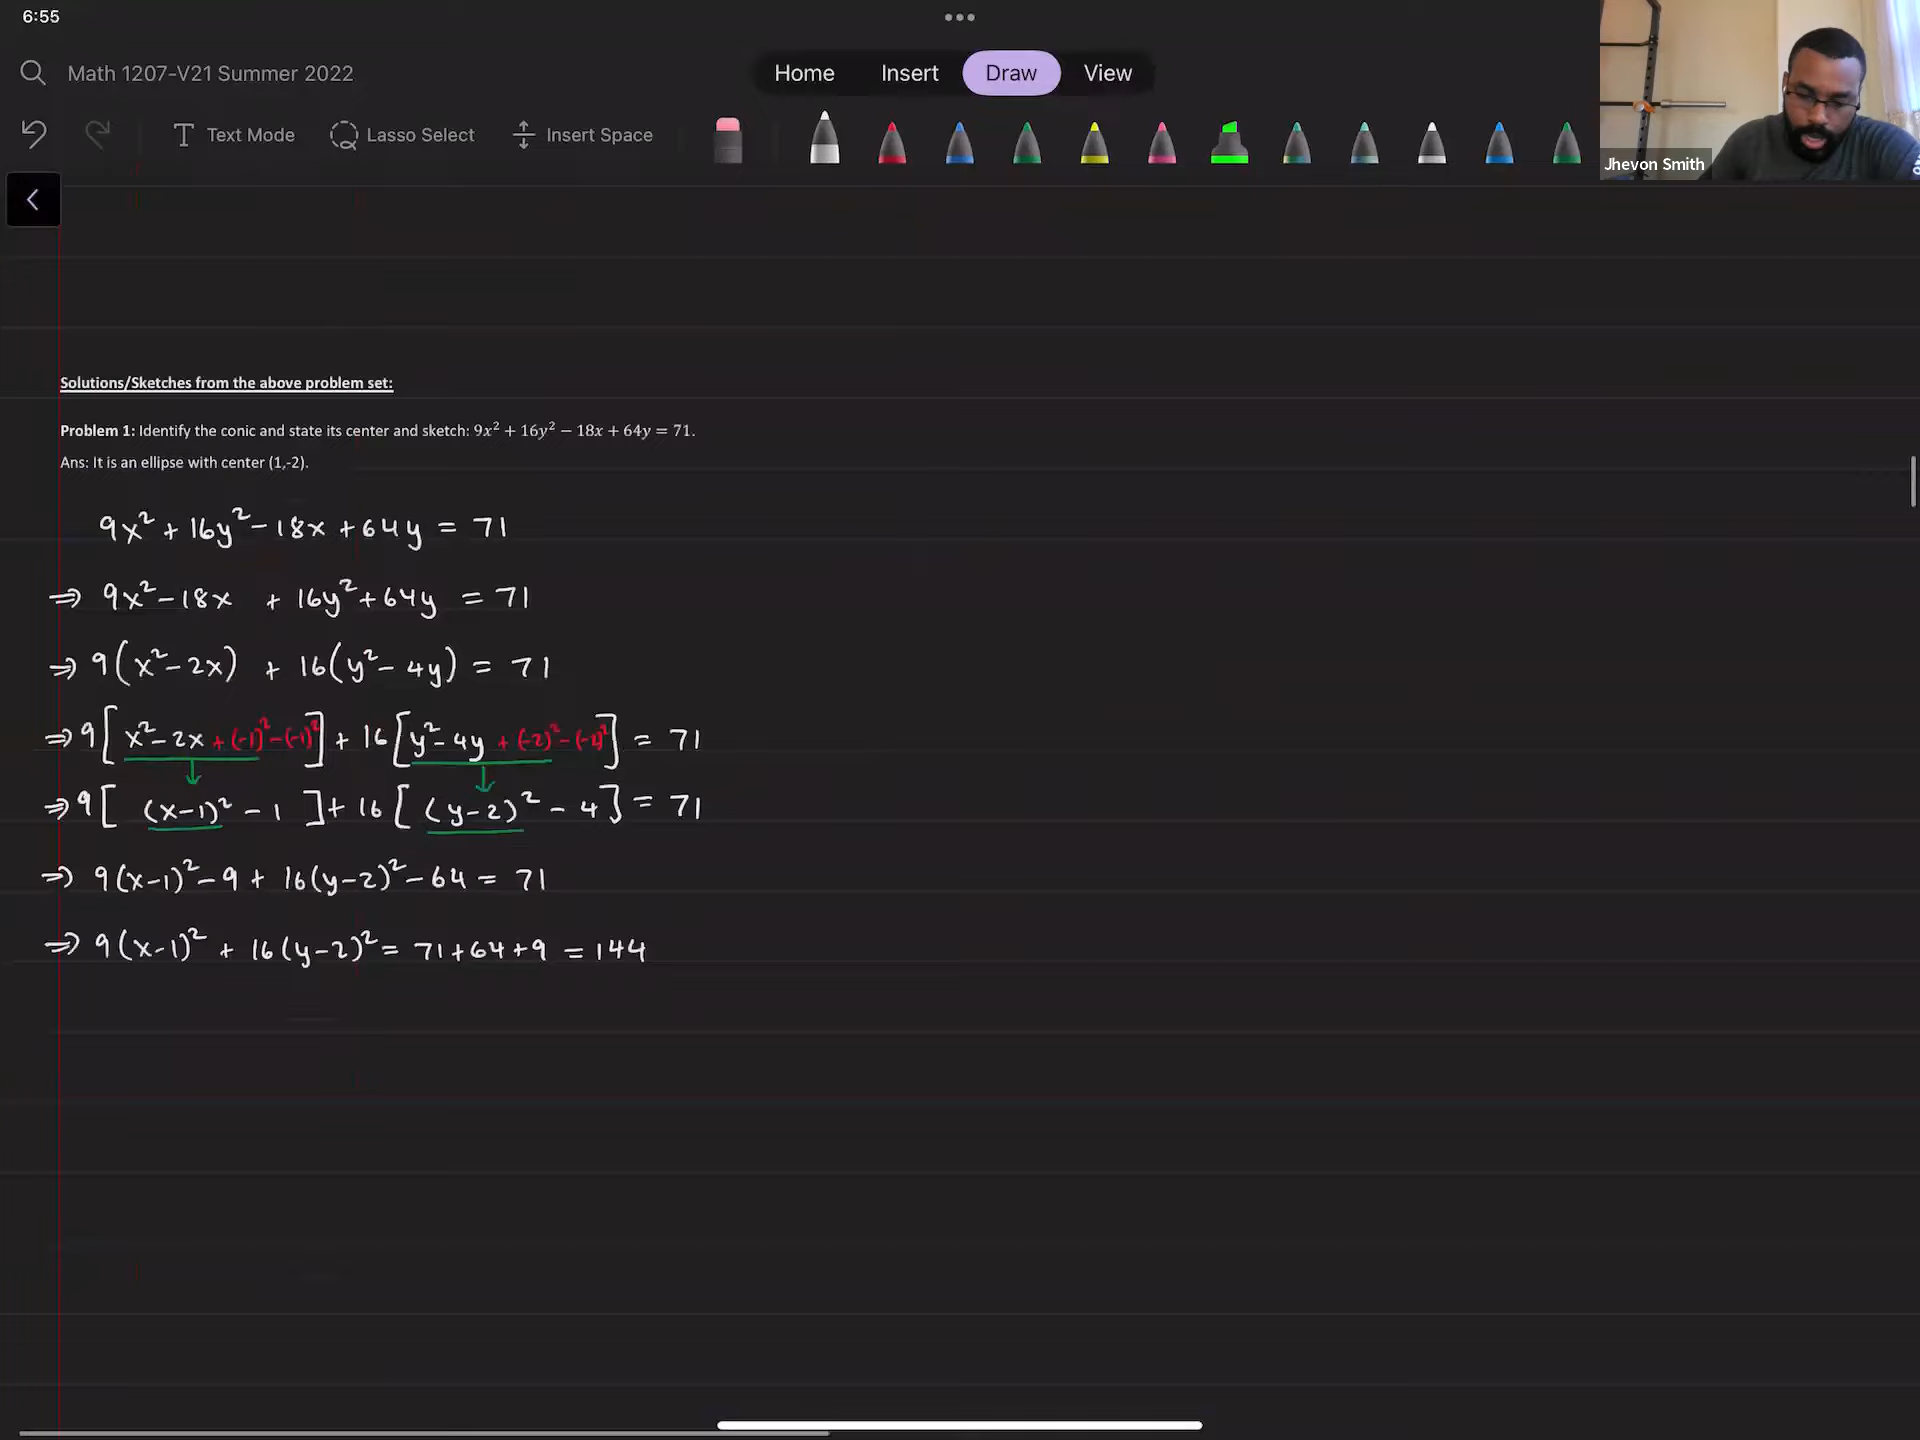 6:55
Math 1207-V21 Summer 2022
Home Insert Draw View
Text Mode Lasso Select Insert Space
Jhevon Smith
Solutions/Sketches from the above problem set:
Problem 1: Identify the conic and state its center and sketch: 9x² + 16y² − 18x + 64y = 71.
Ans: It is an ellipse with center (1,-2).
9x² + 16y² − 18x + 64y = 71
⇒ 9x² − 18x + 16y² + 64y = 71
⇒ 9(x² − 2x) + 16(y² − 4y) = 71
⇒ 9[x² − 2x + (−1)² − (−1)²] + 16[y² − 4y + (−2)² − (−2)²] = 71
⇒ 9[(x−1)² − 1] + 16[(y−2)² − 4] = 71
⇒ 9(x−1)² − 9 + 16(y−2)² − 64 = 71
⇒ 9(x−1)² + 16(y−2)² = 71 + 64 + 9 = 144